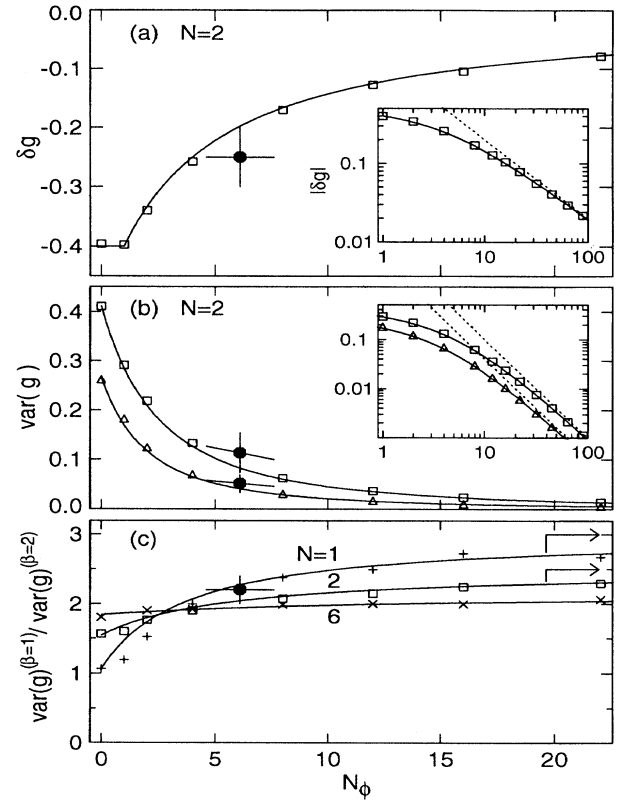 0.0
(a) N=2
-0.1
-0.2
-0.3
-0.4
δg
|δg|
0.1
0.01
1 10 100
(b) N=2
0.4
0.3
0.2
0.1
0.0
var(g)
0.1
0.01
1 10 100
(c)
3
2
1
0
var(g)(β=1)/ var(g)(β=2)
N=1
2
6
0 5 10 15 20
Nϕ